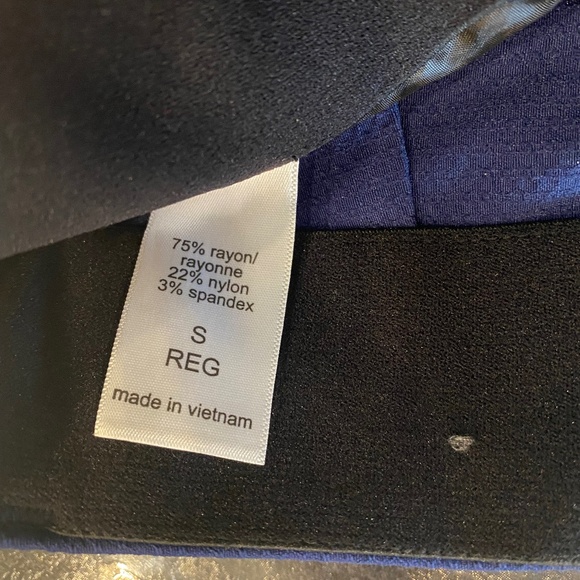 75% rayon/
rayonne
22% nylon
3% spandex
S
REG
made in vietnam